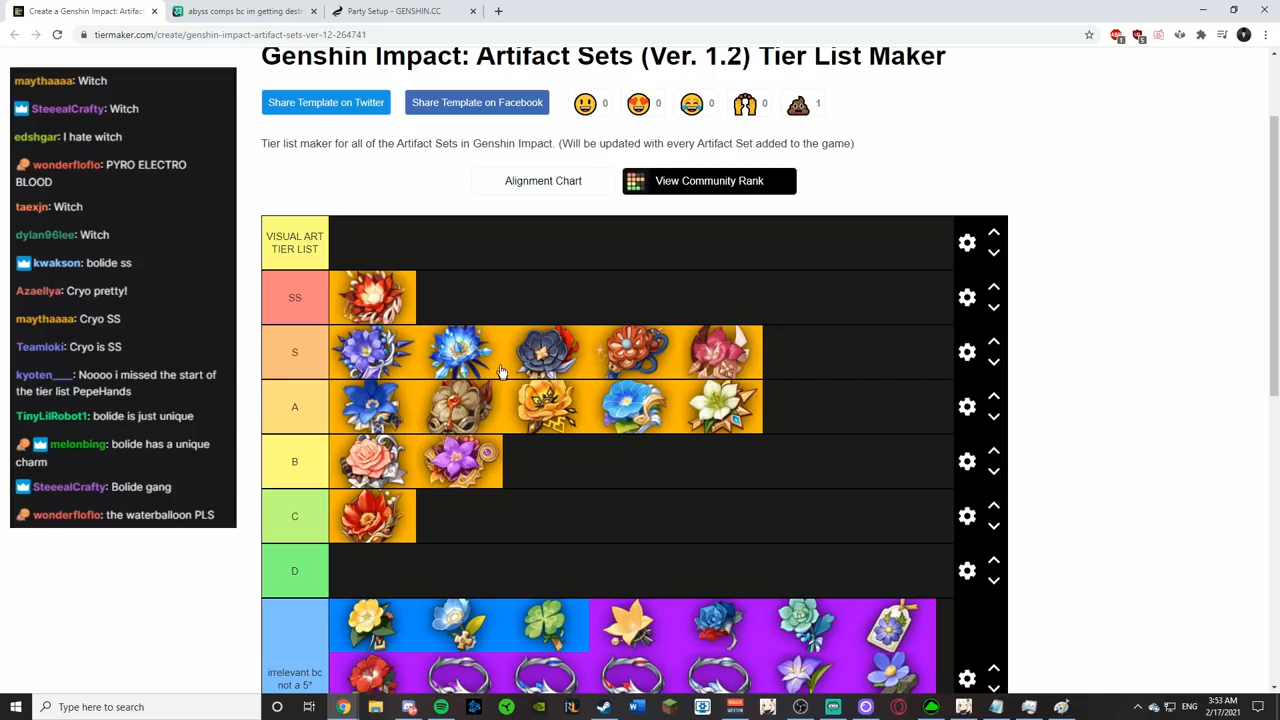 Create a Genshin Impact: Artifact
abyss comps bc im getting dem
Party Setup - GENSHIN.CC
tiermaker.com/create/genshin-impact-artifact-sets-ver-12-264741
Genshin Impact: Artifact Sets (Ver. 1.2) Tier List Maker
Share Template on Twitter
Share Template on Facebook
0
0
0
0
1
Tier list maker for all of the Artifact Sets in Genshin Impact. (Will be updated with every Artifact Set added to the game)
Alignment Chart
View Community Rank
maythaaaa: Witch
SteeealCrafty: Witch
edshgar: I hate witch
wonderfloflo: PYRO ELECTRO
BLOOD
taexjn: Witch
dylan96lee: Witch
kwakson: bolide ss
Azaellya: Cryo pretty!
maythaaaa: Cryo SS
Teamloki: Cryo is SS
kyoten____: Noooo i missed the start
of the tier list PepeHands
TinyLilRobot1: bolide is just unique
melonbing: bolide has a unique
charm
SteeealCrafty: Bolide gang
wonderfloflo: the waterballoon PLS
VISUAL ART
TIER LIST
SS
S
A
B
C
D
irrelevant bc
not a 5*
Type here to search
ENG
3:53 AM
2/17/2021